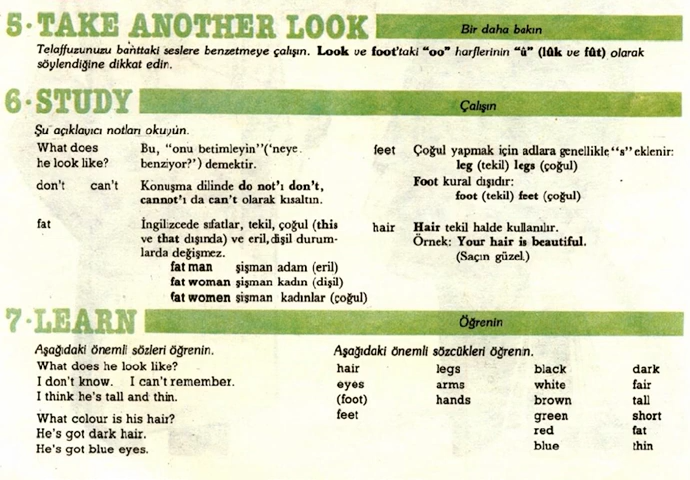 5·TAKE ANOTHER LOOK Bir daha bakın
Telaffuzunuzu banttaki seslere benzetmeye çalışın. Look ve foot'taki "oo" harflerinin "û" (lûk ve fût) olarak
söylendiğine dikkat edin.
6·STUDY Çalışın
Şu açıklayıcı notları okuyun.
What does
he look like?
Bu, "onu betimleyin"('neye
benziyor?') demektir.
don't can't
Konuşma dilinde do not'ı don't,
cannot'ı da can't olarak kısaltın.
fat
İngilizcede sıfatlar, tekil, çoğul (this
ve that dışında) ve eril,dişil durum-
larda değişmez.
fat man şişman adam (eril)
fat woman şişman kadın (dişil)
fat women şişman kadınlar (çoğul)
feet
Çoğul yapmak için adlara genellikle "s" eklenir:
leg (tekil) legs (çoğul)
Foot kural dışıdır:
foot (tekil) feet (çoğul)
hair
Hair tekil halde kullanılır.
Örnek: Your hair is beautiful.
(Saçın güzel.)
7·LEARN Öğrenin
Aşağıdaki önemli sözleri öğrenin.
What does he look like?
I don't know. I can't remember.
I think he's tall and thin.
What colour is his hair?
He's got dark hair.
He's got blue eyes.
Aşağıdaki önemli sözcükleri öğrenin.
hair legs black dark
eyes arms white fair
(foot) hands brown tall
feet green short
red fat
blue thin